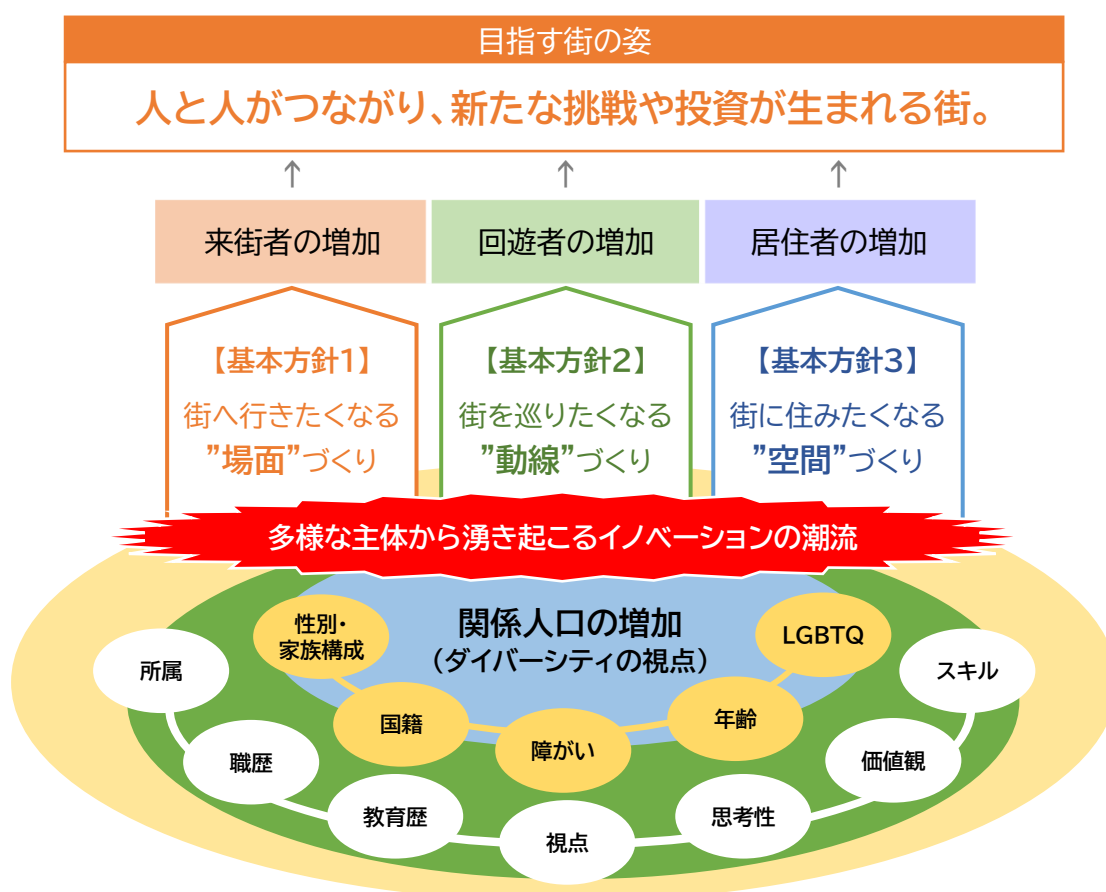 目指す街の姿
人と人がつながり、新たな挑戦や投資が生まれる街。
↑ ↑ ↑
来街者の増加
回遊者の増加
居住者の増加
【基本方針1】
街へ行きたくなる
”場面”づくり
【基本方針2】
街を巡りたくなる
”動線”づくり
【基本方針3】
街に住みたくなる
”空間”づくり
多様な主体から湧き起こるイノベーションの潮流
関係人口の増加
（ダイバーシティの視点）
性別・
家族構成
国籍
障がい
年齢
LGBTQ
所属
職歴
教育歴
視点
思考性
価値観
スキル